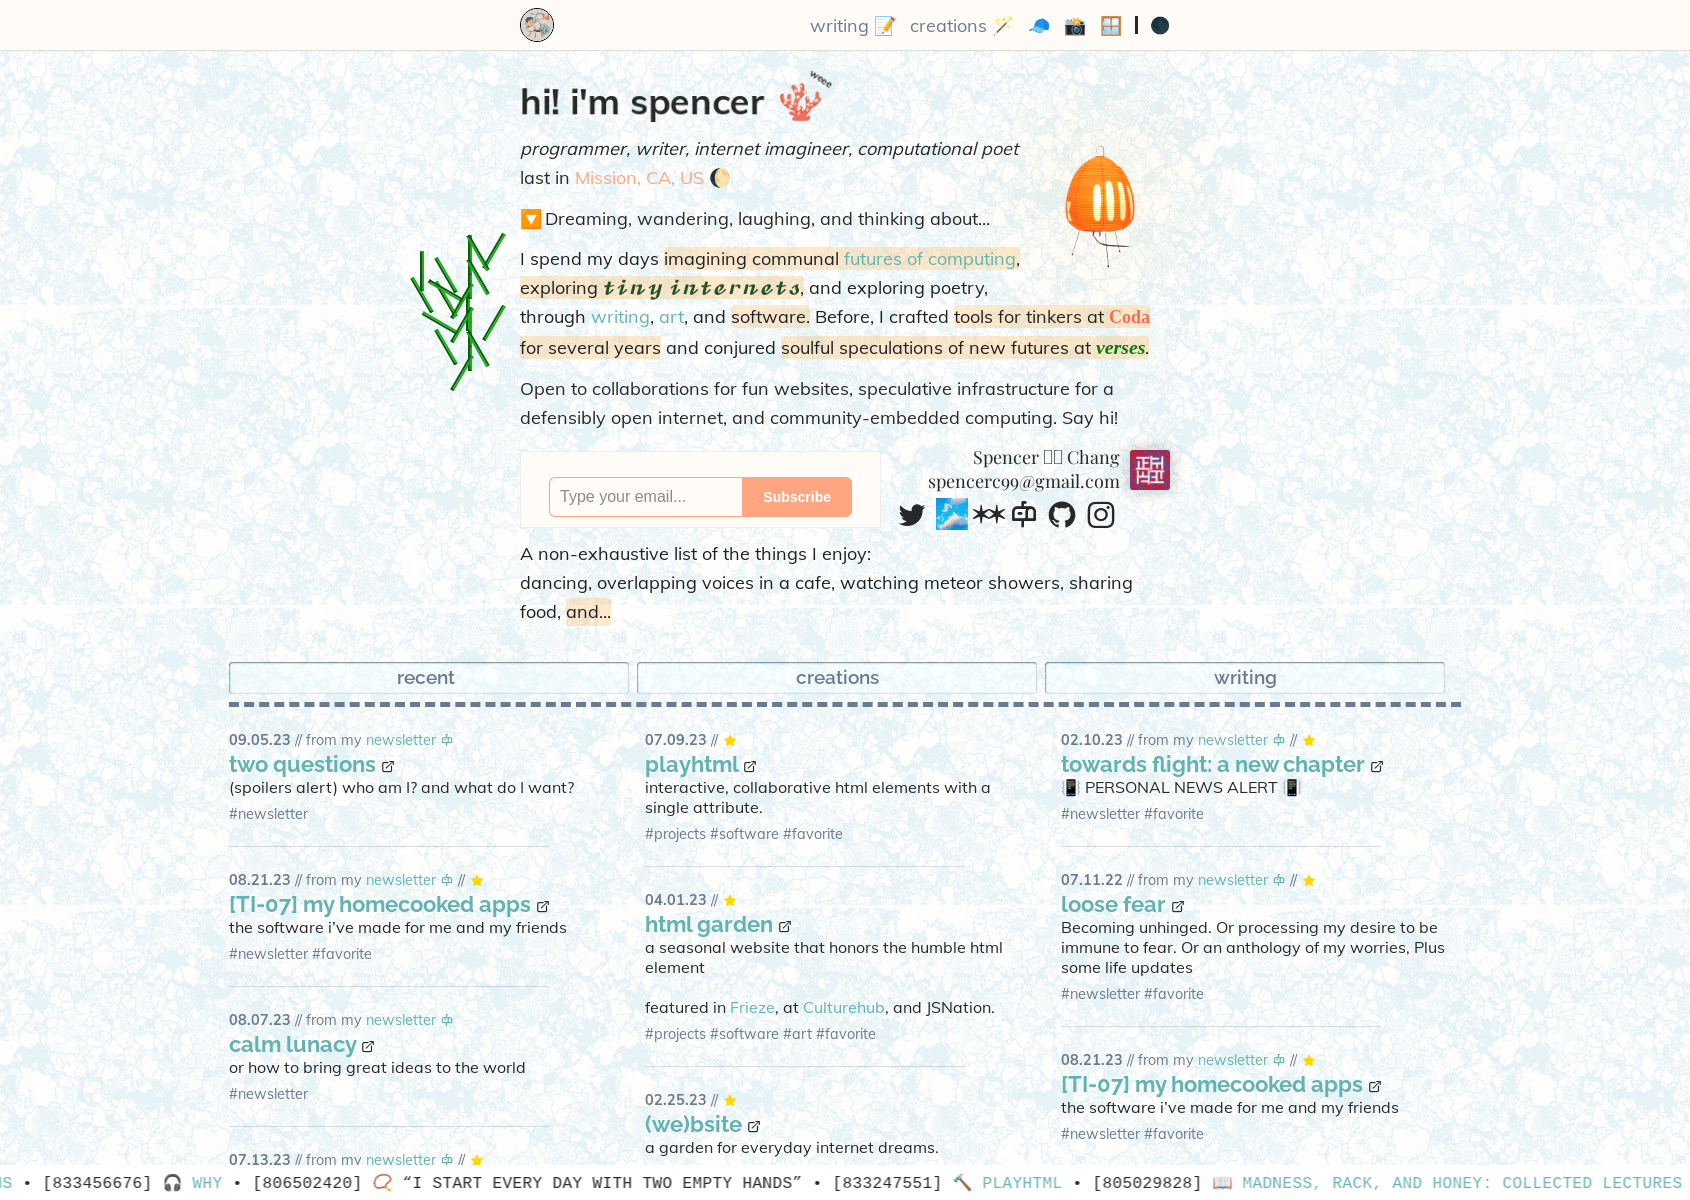 writing 📝 creations 🪄 🧢 📸 🪟 | 🌑
hi! i'm spencer
weee
programmer, writer, internet imagineer, computational poet
last in Mission, CA, US 🌔
🔽 Dreaming, wandering, laughing, and thinking about...
I spend my days imagining communal futures of computing,
exploring tiny internets, and exploring poetry,
through writing, art, and software. Before, I crafted tools for tinkers at Coda
for several years and conjured soulful speculations of new futures at verses.
Open to collaborations for fun websites, speculative infrastructure for a
defensibly open internet, and community-embedded computing. Say hi!
Type your email...
Subscribe
Spencer Chang
spencerc99@gmail.com
A non-exhaustive list of the things I enjoy:
dancing, overlapping voices in a cafe, watching meteor showers, sharing
food, and...
recent
creations
writing
09.05.23 // from my newsletter
two questions
(spoilers alert) who am I? and what do I want?
#newsletter
08.21.23 // from my newsletter // ⭐
[TI-07] my homecooked apps
the software i've made for me and my friends
#newsletter #favorite
08.07.23 // from my newsletter
calm lunacy
or how to bring great ideas to the world
#newsletter
07.13.23 // from my newsletter // ⭐
07.09.23 // ⭐
playhtml
interactive, collaborative html elements with a
single attribute.
#projects #software #favorite
04.01.23 // ⭐
html garden
a seasonal website that honors the humble html
element
featured in Frieze, at Culturehub, and JSNation.
#projects #software #art #favorite
02.25.23 // ⭐
(we)bsite
a garden for everyday internet dreams.
02.10.23 // from my newsletter // ⭐
towards flight: a new chapter
📳 PERSONAL NEWS ALERT 📳
#newsletter #favorite
07.11.22 // from my newsletter // ⭐
loose fear
Becoming unhinged. Or processing my desire to be
immune to fear. Or an anthology of my worries, Plus
some life updates
#newsletter #favorite
08.21.23 // from my newsletter // ⭐
[TI-07] my homecooked apps
the software i've made for me and my friends
#newsletter #favorite
• [833456676] 🎧 WHY • [806502420] 📿 “I START EVERY DAY WITH TWO EMPTY HANDS” • [833247551] 🔨 PLAYHTML • [805029828] 📖 MADNESS, RACK, AND HONEY: COLLECTED LECTURES